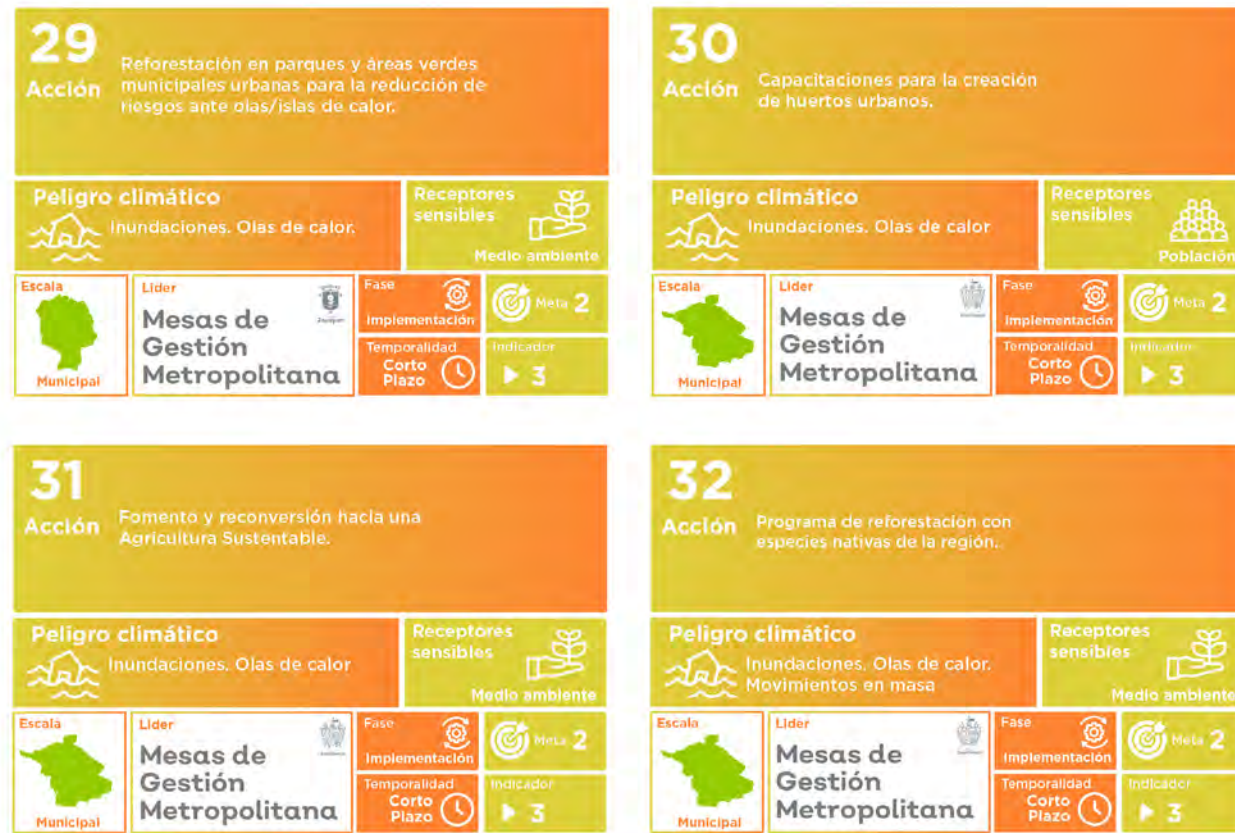 29
Acción
Reforestación en parques y áreas verdes
municipales urbanas para la reducción de
riesgos ante olas/islas de calor.
Peligro climático
Inundaciones. Olas de calor.
Receptores
sensibles
Medio ambiente
Escala
Municipal
Líder
Mesas de
Gestión
Metropolitana
Fase
Implementación
Temporalidad
Corto
Plazo
Meta 2
Indicador
3
30
Acción
Capacitaciones para la creación
de huertos urbanos.
Peligro climático
Inundaciones. Olas de calor
Receptores
sensibles
Población
Escala
Municipal
Líder
Mesas de
Gestión
Metropolitana
Fase
Implementación
Temporalidad
Corto
Plazo
Meta 2
Indicador
3
31
Acción
Fomento y reconversión hacia una
Agricultura Sustentable.
Peligro climático
Inundaciones. Olas de calor
Receptores
sensibles
Medio ambiente
Escala
Municipal
Líder
Mesas de
Gestión
Metropolitana
Fase
Implementación
Temporalidad
Corto
Plazo
Meta 2
Indicador
3
32
Acción
Programa de reforestación con
especies nativas de la región.
Peligro climático
Inundaciones. Olas de calor.
Movimientos en masa
Receptores
sensibles
Medio ambiente
Escala
Municipal
Líder
Mesas de
Gestión
Metropolitana
Fase
Implementación
Temporalidad
Corto
Plazo
Meta 2
Indicador
3